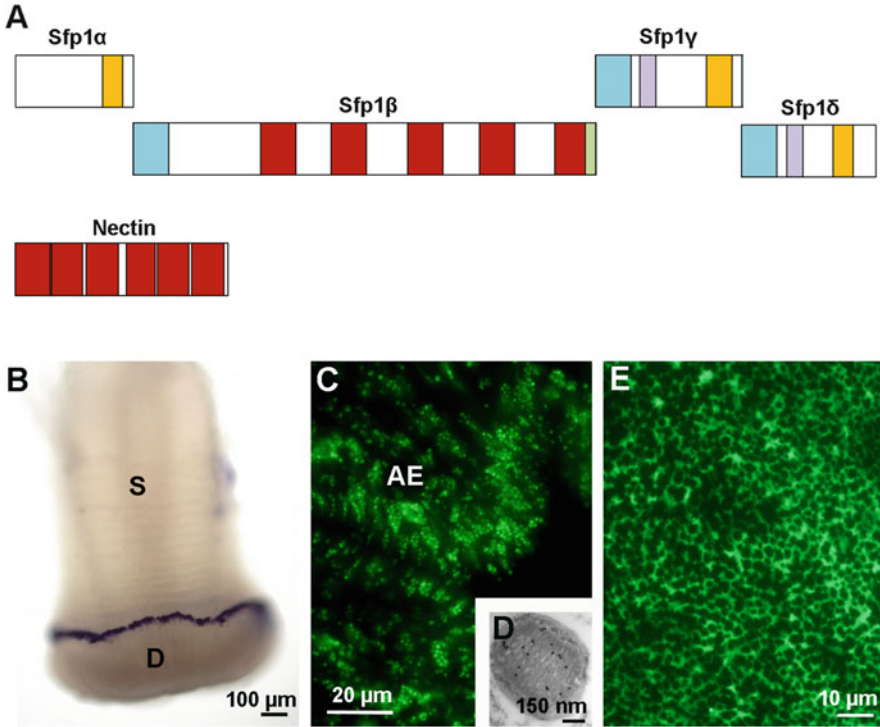 A
Sfp1α
Sfp1γ
Sfp1β
Sfp1δ
Nectin
B
S
D
100 µm
C
AE
20 µm
D
150 nm
E
10 µm